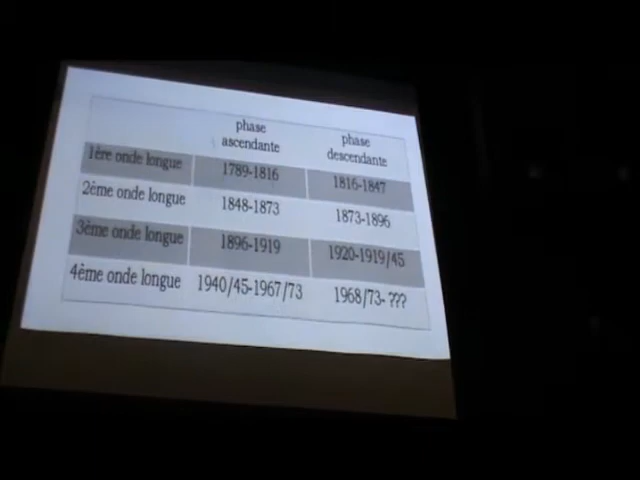 phase
ascendante
phase
descendante
1ère onde longue 1789-1816 1816-1847
2ème onde longue 1848-1873 1873-1896
3ème onde longue 1896-1919 1920-1919/45
4ème onde longue 1940/45-1967/73 1968/73- ???